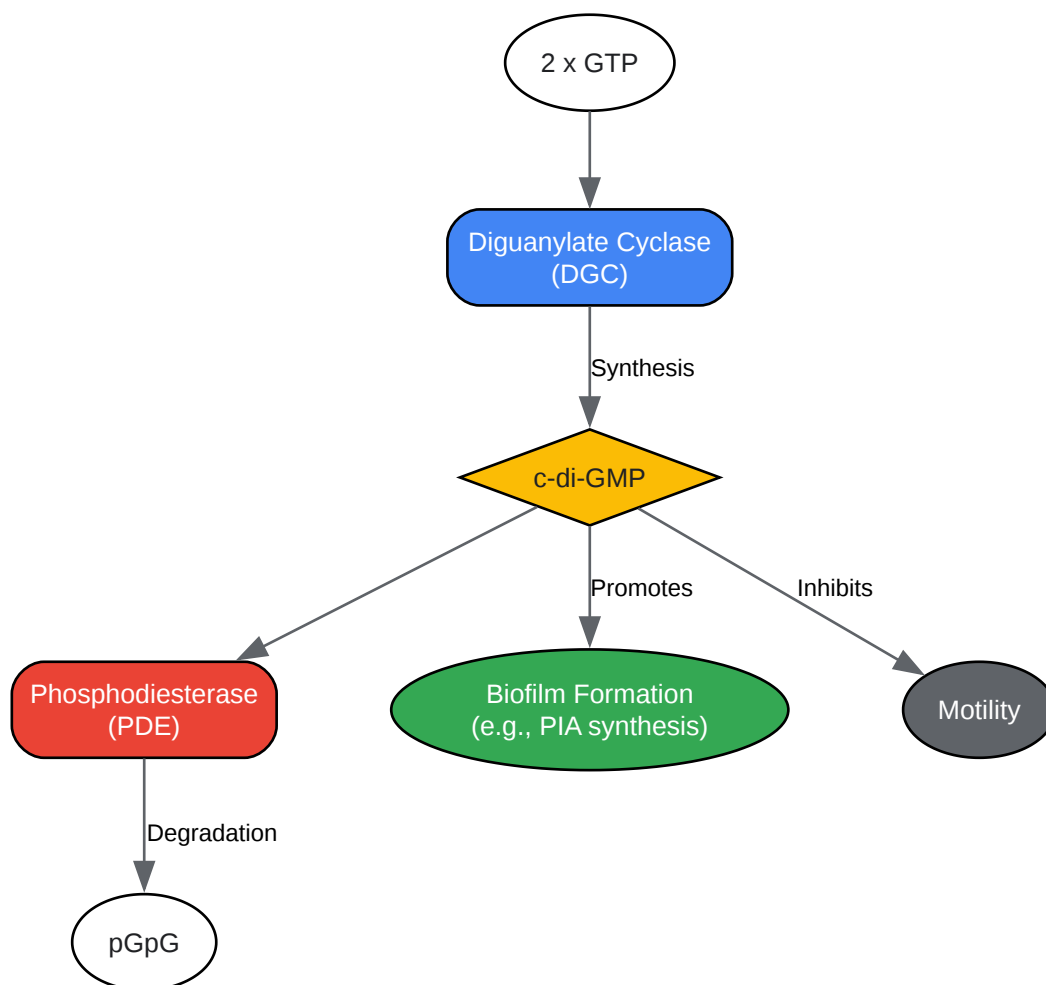 2 x GTP
Diguanylate Cyclase
(DGC)
Synthesis
c-di-GMP
Promotes
Inhibits
Phosphodiesterase
(PDE)
Biofilm Formation
(e.g., PIA synthesis)
Motility
Degradation
pGpG